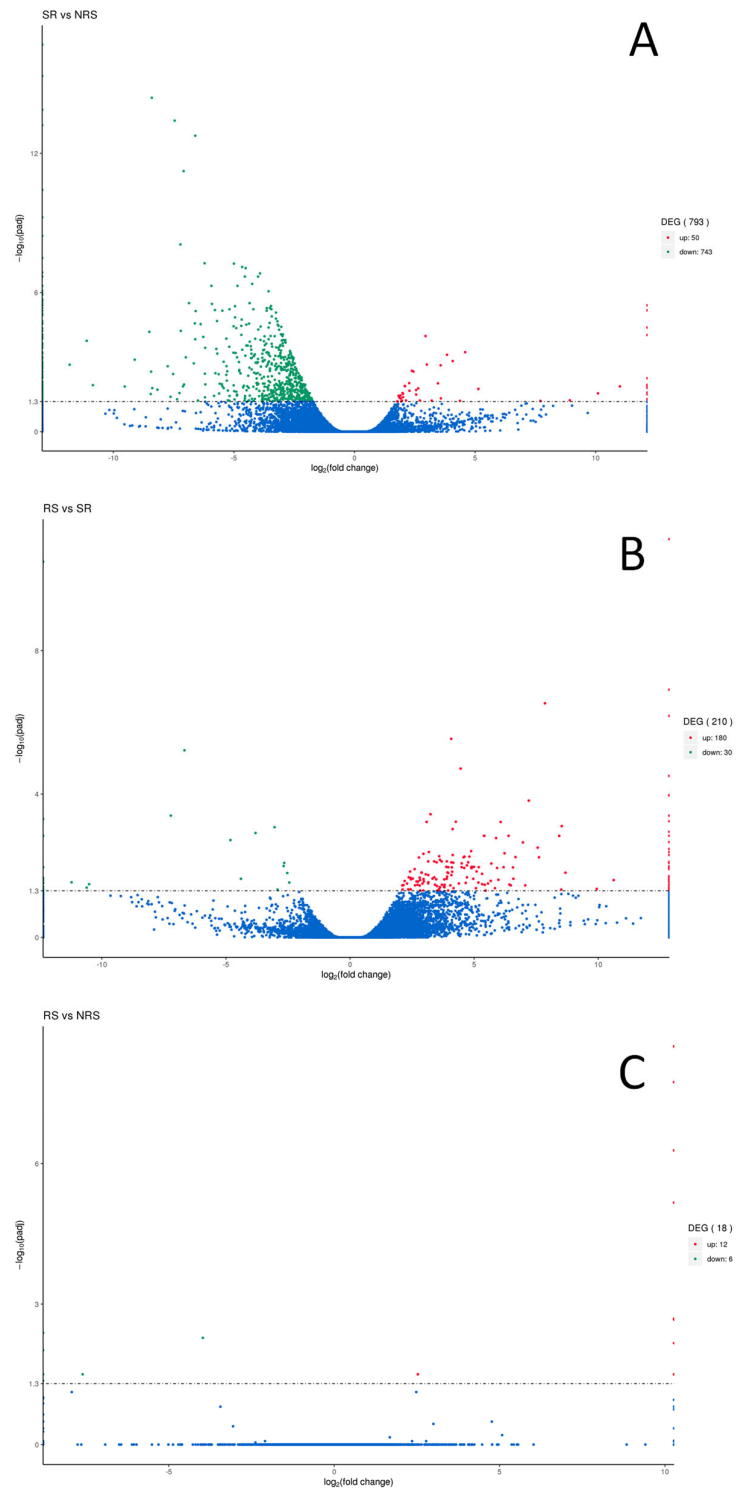 SR vs NRS
A
12
6
1.3
0
−log10(padj)
-10
-5
0
5
10
log2(fold change)
DEG ( 793 )
up: 50
down: 743
RS vs SR
B
8
4
1.3
0
−log10(padj)
-10
-5
0
5
10
log2(fold change)
DEG ( 210 )
up: 180
down: 30
RS vs NRS
C
6
3
1.3
0
−log10(padj)
-5
0
5
10
log2(fold change)
DEG ( 18 )
up: 12
down: 6